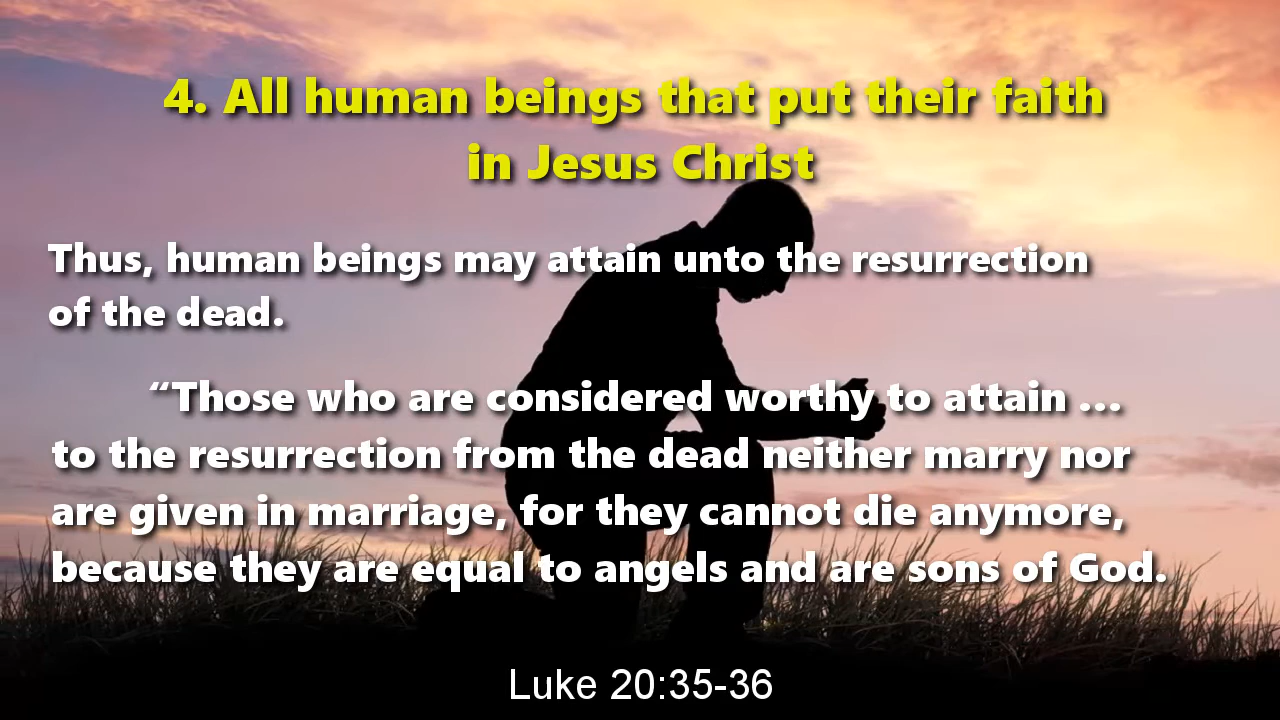 4. All human beings that put their faith
in Jesus Christ
Thus, human beings may attain unto the resurrection
of the dead.
“Those who are considered worthy to attain ...
to the resurrection from the dead neither marry nor
are given in marriage, for they cannot die anymore,
because they are equal to angels and are sons of God.
Luke 20:35-36